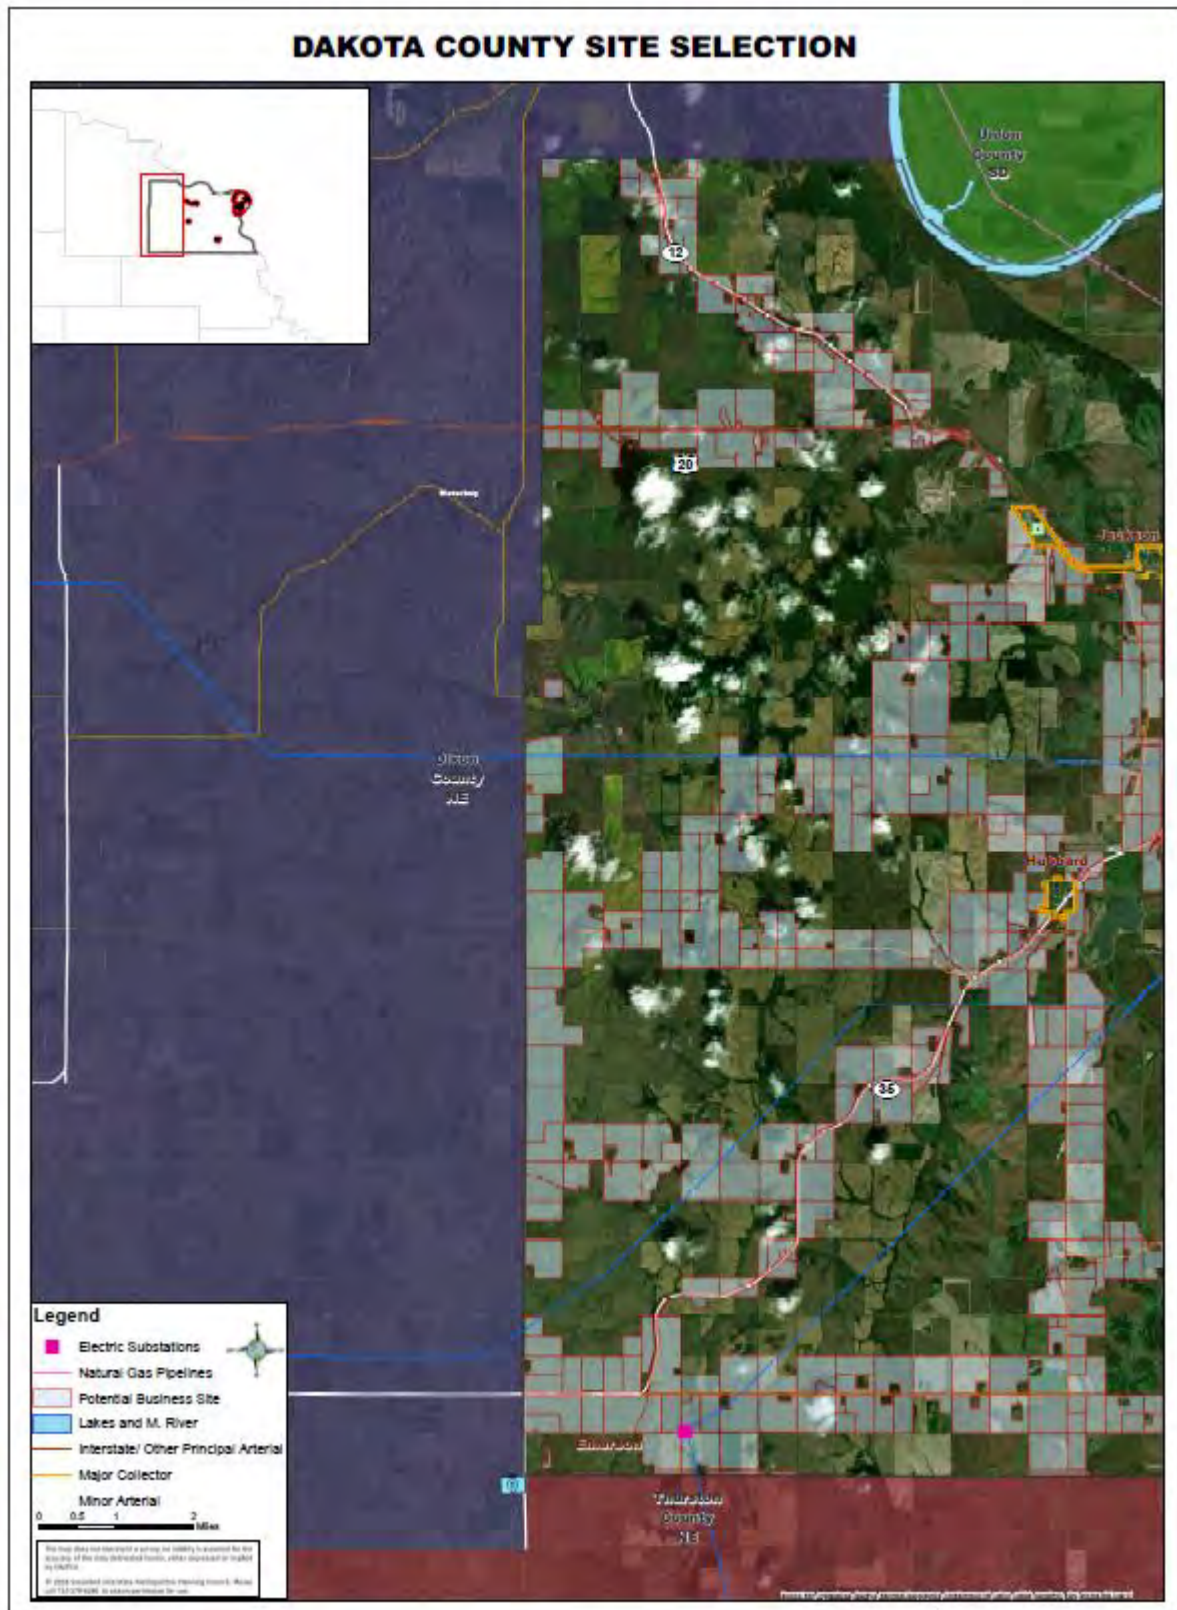 DAKOTA COUNTY SITE SELECTION
Union
County
SD
12
20
Jackson
Dixon
County
NE
Hubbard
35
Legend
Electric Substations
Natural Gas Pipelines
Potential Business Site
Lakes and M. River
Interstate/ Other Principal Arterial
Major Collector
Minor Arterial
0 0.5 1 2
Miles
Emerson
Thurston
County
NE